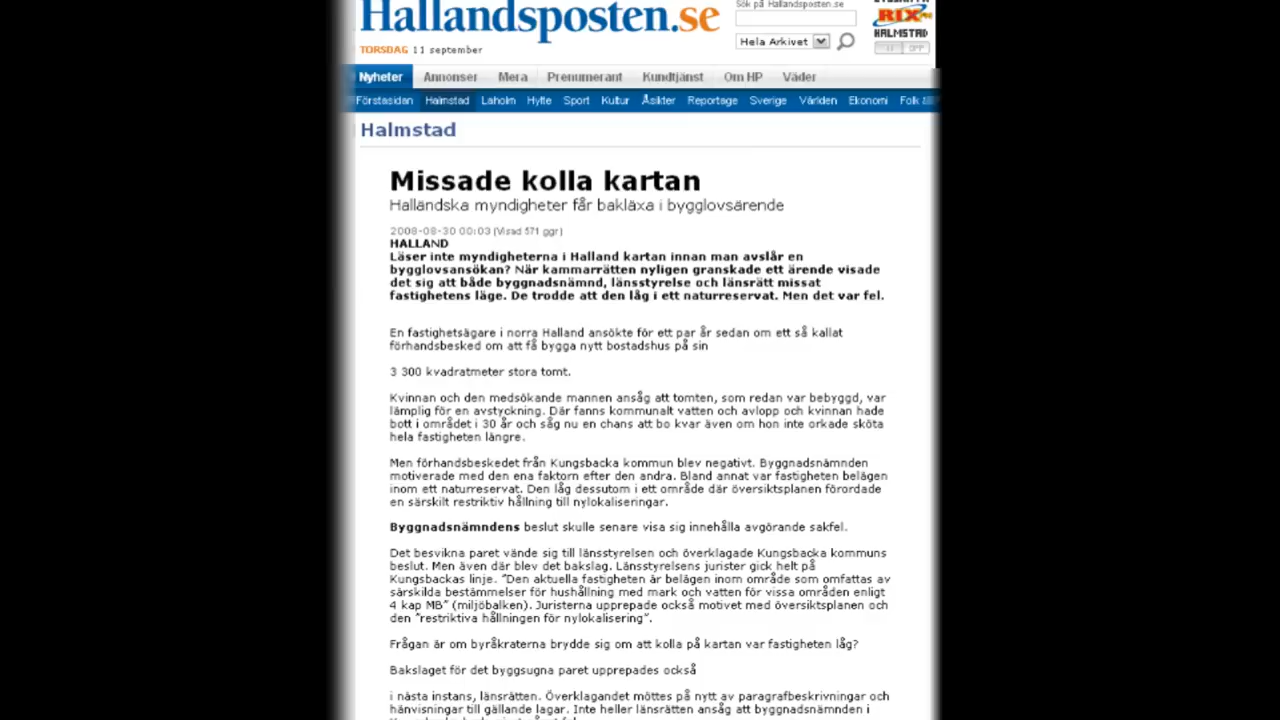 Hallandsposten.se
Sök på Hallandsposten.se
Hela Arkivet
RIX
HALMSTAD
OFF
TORSDAG 11 september
Nyheter Annonser Mera Prenumerant Kundtjänst Om HP Väder
Förstasidan Halmstad Laholm Hylte Sport Kultur Åsikter Reportage Sverige Världen Ekonomi Folk
Halmstad
Missade kolla kartan
Halländska myndigheter får bakläxa i bygglovsärende
2008-08-30 00:03 (Visad 571 ggr)
HALLAND
Läser inte myndigheterna i Halland kartan innan man avslår en
bygglovsansökan? När kammarrätten nyligen granskade ett ärende visade
det sig att både byggnadsnämnd, länsstyrelse och länsrätt missat
fastighetens läge. De trodde att den låg i ett naturreservat. Men det var fel.
En fastighetsägare i norra Halland ansökte för ett par år sedan om ett så kallat
förhandsbesked om att få bygga nytt bostadshus på sin
3 300 kvadratmeter stora tomt.
Kvinnan och den medsökande mannen ansåg att tomten, som redan var bebyggd, var
lämplig för en avstyckning. Där fanns kommunalt vatten och avlopp och kvinnan hade
bott i området i 30 år och såg nu en chans att bo kvar även om hon inte orkade sköta
hela fastigheten längre.
Men förhandsbeskedet från Kungsbacka kommun blev negativt. Byggnadsnämnden
motiverade med den ena faktorn efter den andra. Bland annat var fastigheten belägen
inom ett naturreservat. Den låg dessutom i ett område där översiktsplanen förordade
en särskilt restriktiv hållning till nylokaliseringar.
Byggnadsnämndens beslut skulle senare visa sig innehålla avgörande sakfel.
Det besvikna paret vände sig till länsstyrelsen och överklagade Kungsbacka kommuns
beslut. Men även där blev det bakslag. Länsstyrelsens jurister gick helt på
Kungsbackas linje. "Den aktuella fastigheten är belägen inom område som omfattas av
särskilda bestämmelser för hushållning med mark och vatten för vissa områden enligt
4 kap MB" (miljöbalken). Juristerna upprepade också motivet med översiktsplanen och
den "restriktiva hållningen för nylokalisering".
Frågan är om byråkraterna brydde sig om att kolla på kartan var fastigheten låg?
Bakslaget för det byggsugna paret upprepades också
i nästa instans, länsrätten. Överklagandet möttes på nytt av paragrafbeskrivningar och
hänvisningar till gällande lagar. Inte heller länsrätten ansåg att byggnadsnämnden i